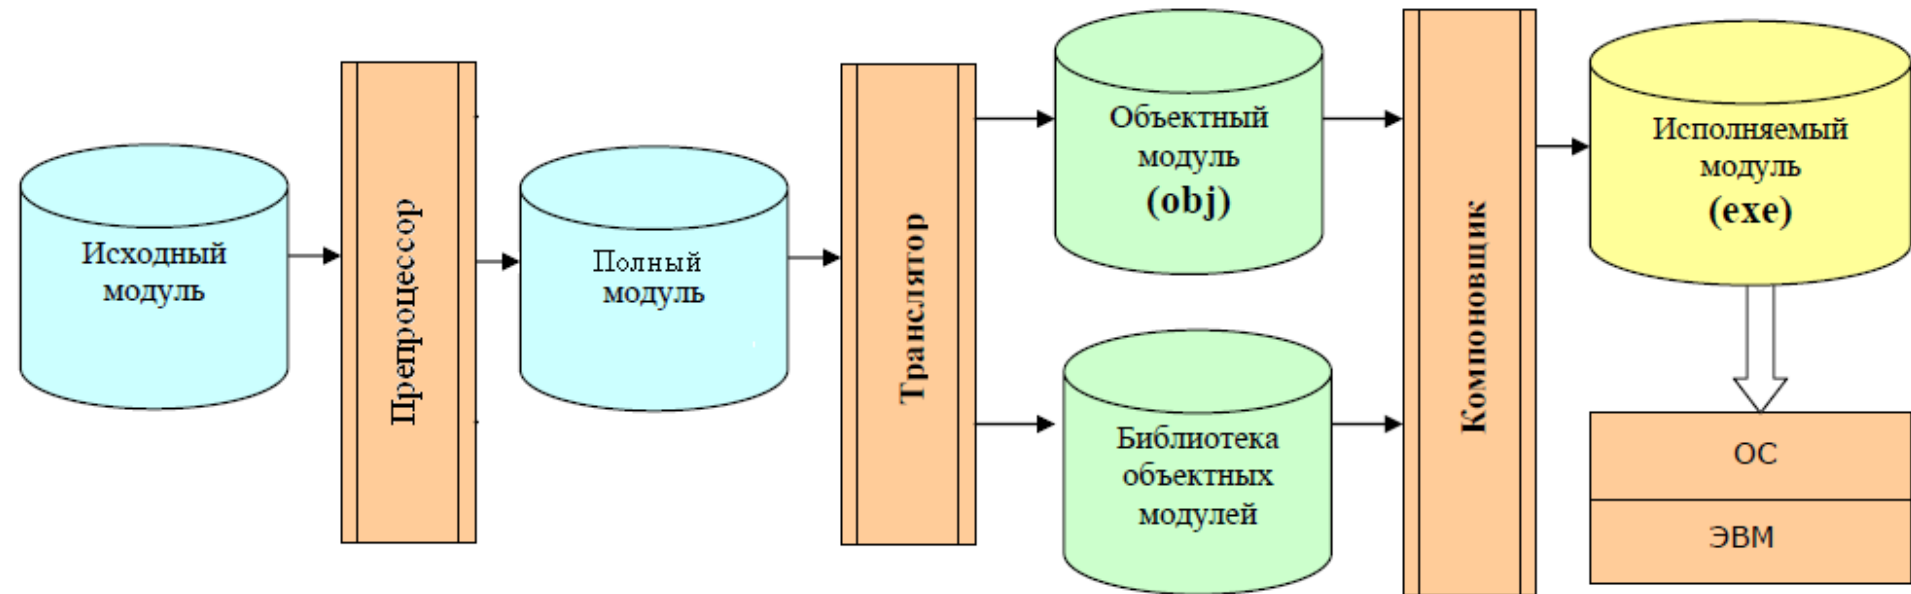 Исходный
модуль
Препроцессор
Полный
модуль
Транслятор
Объектный
модуль
(obj)
Библиотека
объектных
модулей
Компоновщик
Исполняемый
модуль
(exe)
ОС
ЭВМ